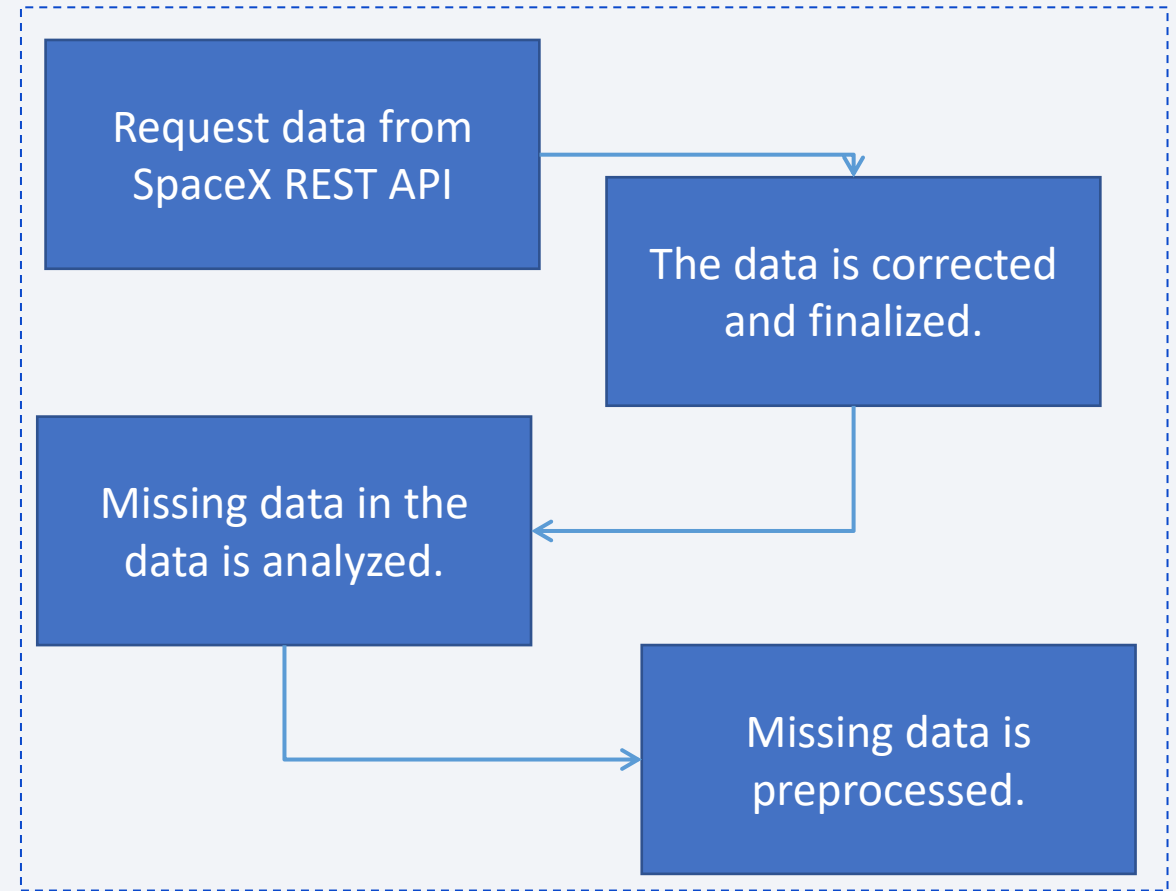 Request data from
SpaceX REST API
The data is corrected
and finalized.
Missing data in the
data is analyzed.
Missing data is
preprocessed.